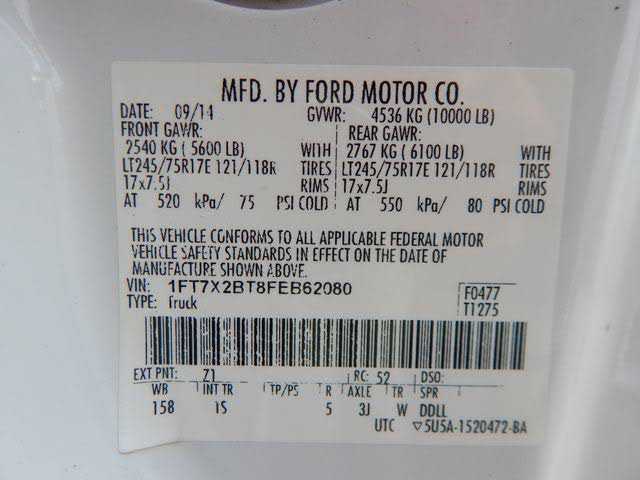 MFD. BY FORD MOTOR CO.
DATE: 09/14 GVWR: 4536 KG (10000 LB)
FRONT GAWR: REAR GAWR:
2540 KG ( 5600 LB) WITH 2767 KG ( 6100 LB) WITH
LT245/75R17E 121/118R TIRES LT245/75R17E 121/118R TIRES
17x7.5J RIMS 17x7.5J RIMS
AT 520 kPa/ 75 PSI COLD AT 550 kPa/ 80 PSI COLD
THIS VEHICLE CONFORMS TO ALL APPLICABLE FEDERAL MOTOR
VEHICLE SAFETY STANDARDS IN EFFECT ON THE DATE OF
MANUFACTURE SHOWN ABOVE.
VIN: 1FT7X2BT8FEB62080 F0477
TYPE: Truck T1275
EXT PNT: Z1 RC: 52 DSO:
WB INT TR TP/PS R AXLE TR SPR
158 1S 5 3J W DDLL
UTC ▽5U5A-1520472-BA